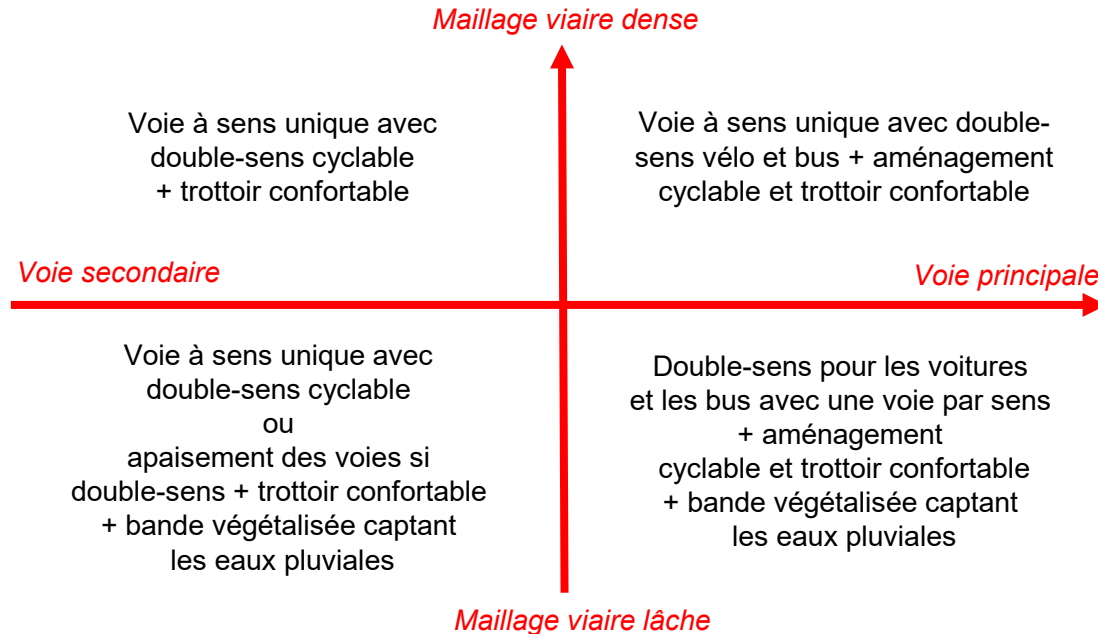 Maillage viaire dense
Voie à sens unique avec
double-sens cyclable
+ trottoir confortable
Voie à sens unique avec double-
sens vélo et bus + aménagement
cyclable et trottoir confortable
Voie secondaire
Voie principale
Voie à sens unique avec
double-sens cyclable
ou
apaisement des voies si
double-sens + trottoir confortable
+ bande végétalisée captant
les eaux pluviales
Double-sens pour les voitures
et les bus avec une voie par sens
+ aménagement
cyclable et trottoir confortable
+ bande végétalisée captant
les eaux pluviales
Maillage viaire lâche